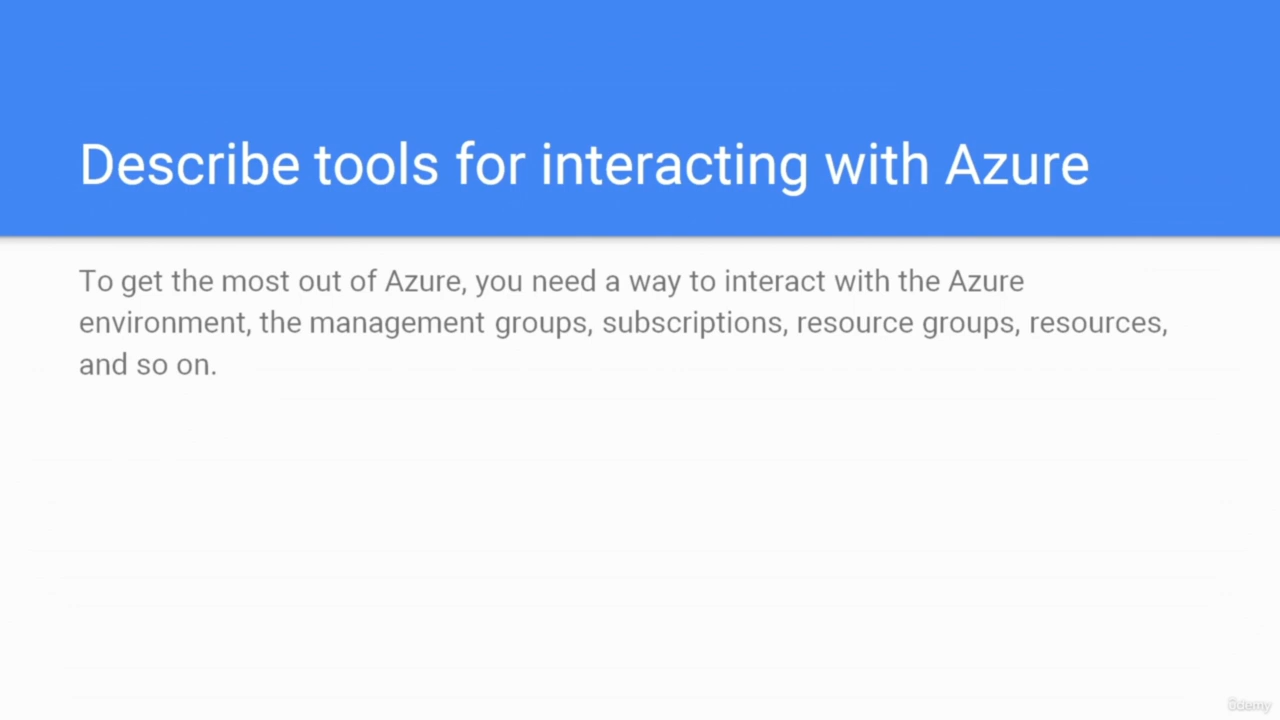 Describe tools for interacting with Azure
To get the most out of Azure, you need a way to interact with the Azure
environment, the management groups, subscriptions, resource groups, resources,
and so on.
ûdemy